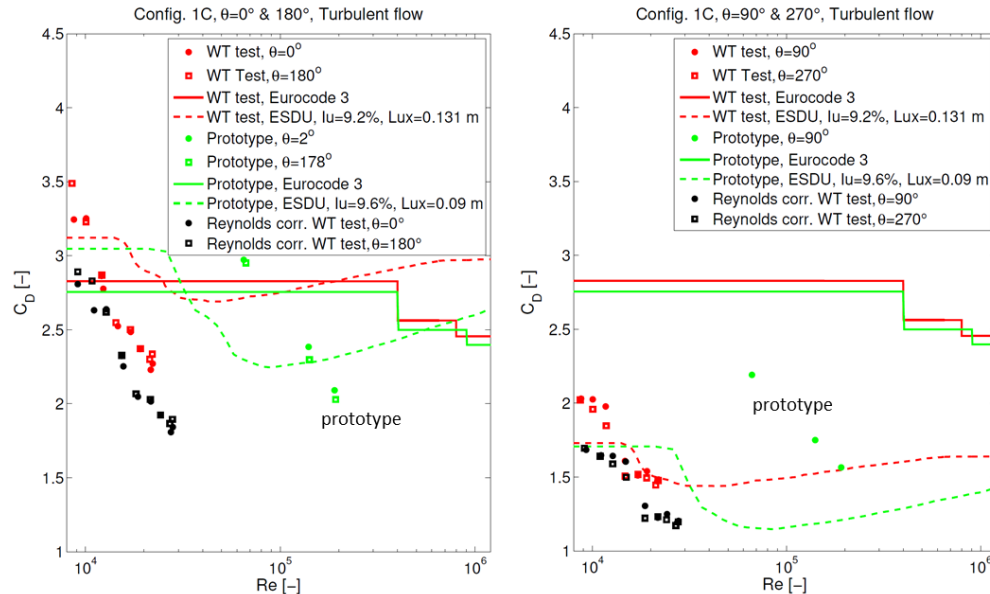 Config. 1C, θ=0° & 180°, Turbulent flow
4.5
4
3.5
3
2.5
2
1.5
1
C_D [–]
10^4
10^5
10^6
Re [–]
WT test, θ=0°
WT Test, θ=180°
WT test, Eurocode 3
WT test, ESDU, Iu=9.2%, Lux=0.131 m
Prototype, θ=2°
Prototype, θ=178°
Prototype, Eurocode 3
Prototype, ESDU, Iu=9.6%, Lux=0.09 m
Reynolds corr. WT test, θ=0°
Reynolds corr. WT test, θ=180°
prototype
Config. 1C, θ=90° & 270°, Turbulent flow
4.5
4
3.5
3
2.5
2
1.5
1
C_D [–]
10^4
10^5
10^6
Re [–]
WT test, θ=90°
WT Test, θ=270°
WT test, Eurocode 3
WT test, ESDU, Iu=9.2%, Lux=0.131 m
Prototype, θ=90°
Prototype, Eurocode 3
Prototype, ESDU, Iu=9.6%, Lux=0.09 m
Reynolds corr. WT test, θ=90°
Reynolds corr. WT test, θ=270°
prototype